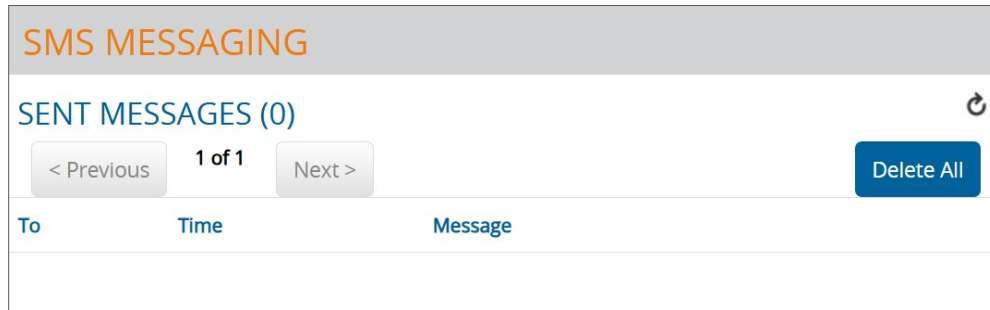 SMS MESSAGING
SENT MESSAGES (0)
< Previous 1 of 1 Next > Delete All
To Time Message